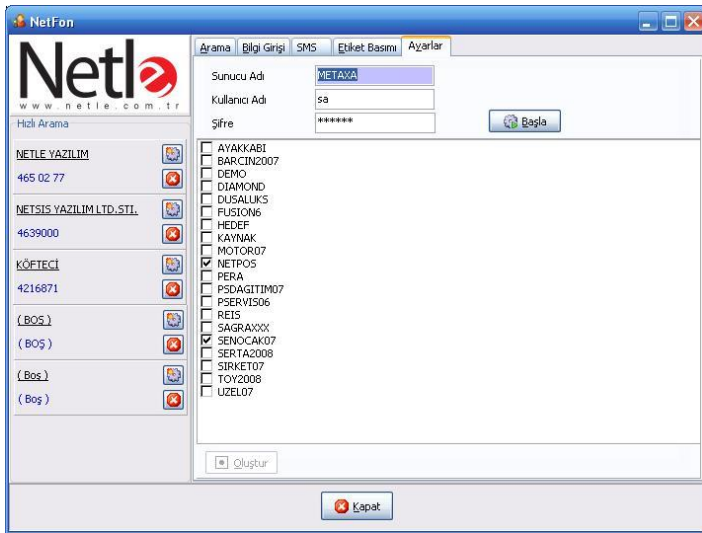 NetFon
Netle
www.netle.com.tr
Hızlı Arama
NETLE YAZILIM
465 02 77
NETSIS YAZILIM LTD.STI.
4639000
KÖFTECİ
4216871
( BOS )
( BOŞ )
( Boş )
( Boş )
Arama Bilgi Girişi SMS Etiket Basımı Ayarlar
Sunucu Adı METAXA
Kullanıcı Adı sa
Şifre ******
Başla
AYAKKABI
BARCIN2007
DEMO
DIAMOND
DUSALUKS
FUSION6
HEDEF
KAYNAK
MOTOR07
NETPOS
PERA
PSDAGITIM07
PSERVIS06
REIS
SAGRAXXX
SENOCAK07
SERTA2008
SIRKET07
TOY2008
UZEL07
Oluştur
Kapat